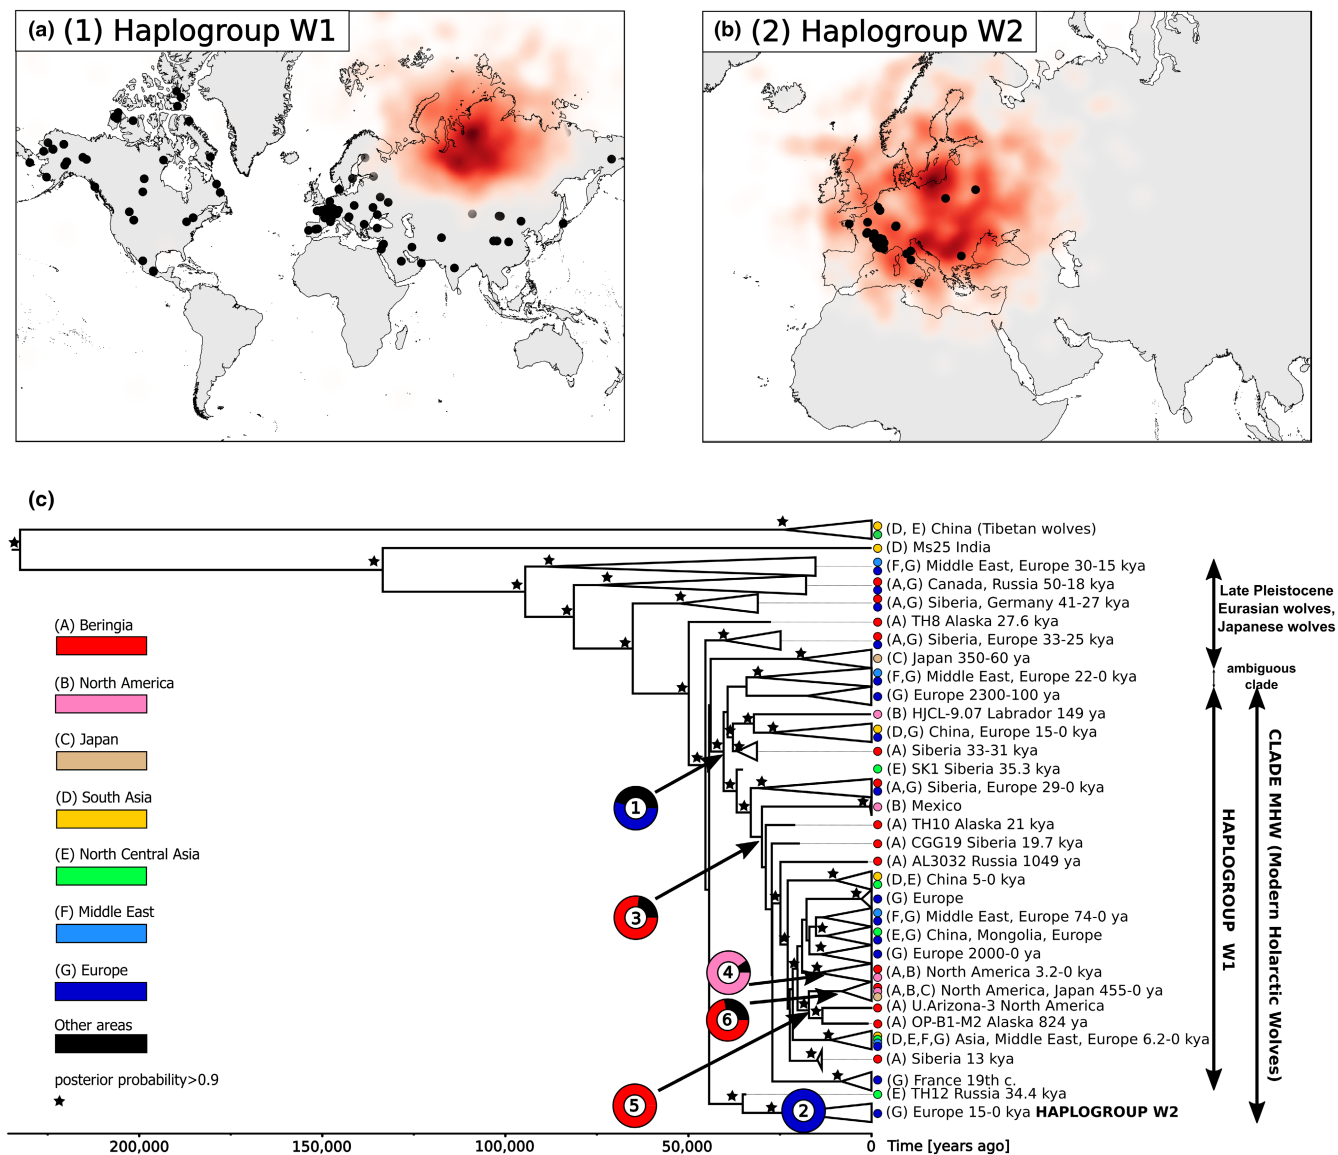 (a) (1) Haplogroup W1
(b) (2) Haplogroup W2
(c)
(A) Beringia
(B) North America
(C) Japan
(D) South Asia
(E) North Central Asia
(F) Middle East
(G) Europe
Other areas
posterior probability>0.9
(D, E) China (Tibetan wolves)
(D) Ms25 India
(F,G) Middle East, Europe 30-15 kya
(A,G) Canada, Russia 50-18 kya
(A,G) Siberia, Germany 41-27 kya
(A) TH8 Alaska 27.6 kya
(A,G) Siberia, Europe 33-25 kya
(C) Japan 350-60 ya
(F,G) Middle East, Europe 22-0 kya
(G) Europe 2300-100 ya
(B) HJCL-9.07 Labrador 149 ya
(D,G) China, Europe 15-0 kya
(A) Siberia 33-31 kya
(E) SK1 Siberia 35.3 kya
(A,G) Siberia, Europe 29-0 kya
(B) Mexico
(A) TH10 Alaska 21 kya
(A) CGG19 Siberia 19.7 kya
(A) AL3032 Russia 1049 ya
(D,E) China 5-0 kya
(G) Europe
(F,G) Middle East, Europe 74-0 ya
(E,G) China, Mongolia, Europe
(G) Europe 2000-0 ya
(A,B) North America 3.2-0 kya
(A,B,C) North America, Japan 455-0 ya
(A) U.Arizona-3 North America
(A) OP-B1-M2 Alaska 824 ya
(D,E,F,G) Asia, Middle East, Europe 6.2-0 kya
(A) Siberia 13 kya
(G) France 19th c.
(E) TH12 Russia 34.4 kya
(G) Europe 15-0 kya HAPLOGROUP W2
1
3
4
6
5
2
Late Pleistocene
Eurasian wolves,
Japanese wolves
ambiguous
clade
HAPLOGROUP W1
CLADE MHW (Modern Holarctic Wolves)
200,000
150,000
100,000
50,000
0
Time [years ago]